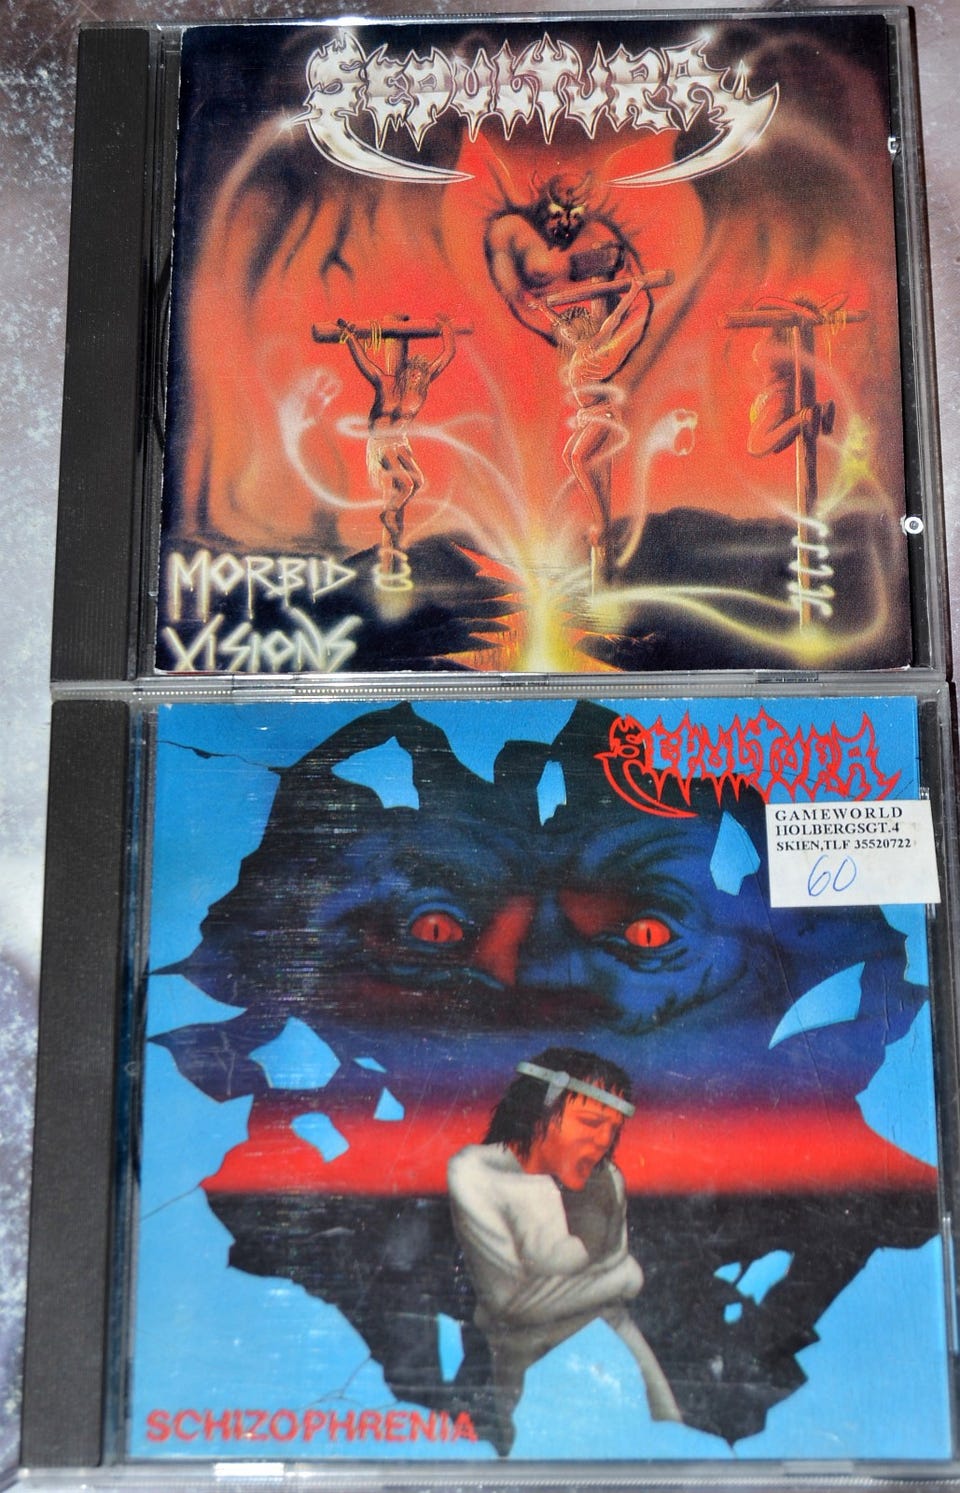 SEPULTURA
MORBID
VISIONS
SEPULTURA
GAMEWORLD
HOLBERGSGT.4
SKIEN,TLF 35520722
60
SCHIZOPHRENIA